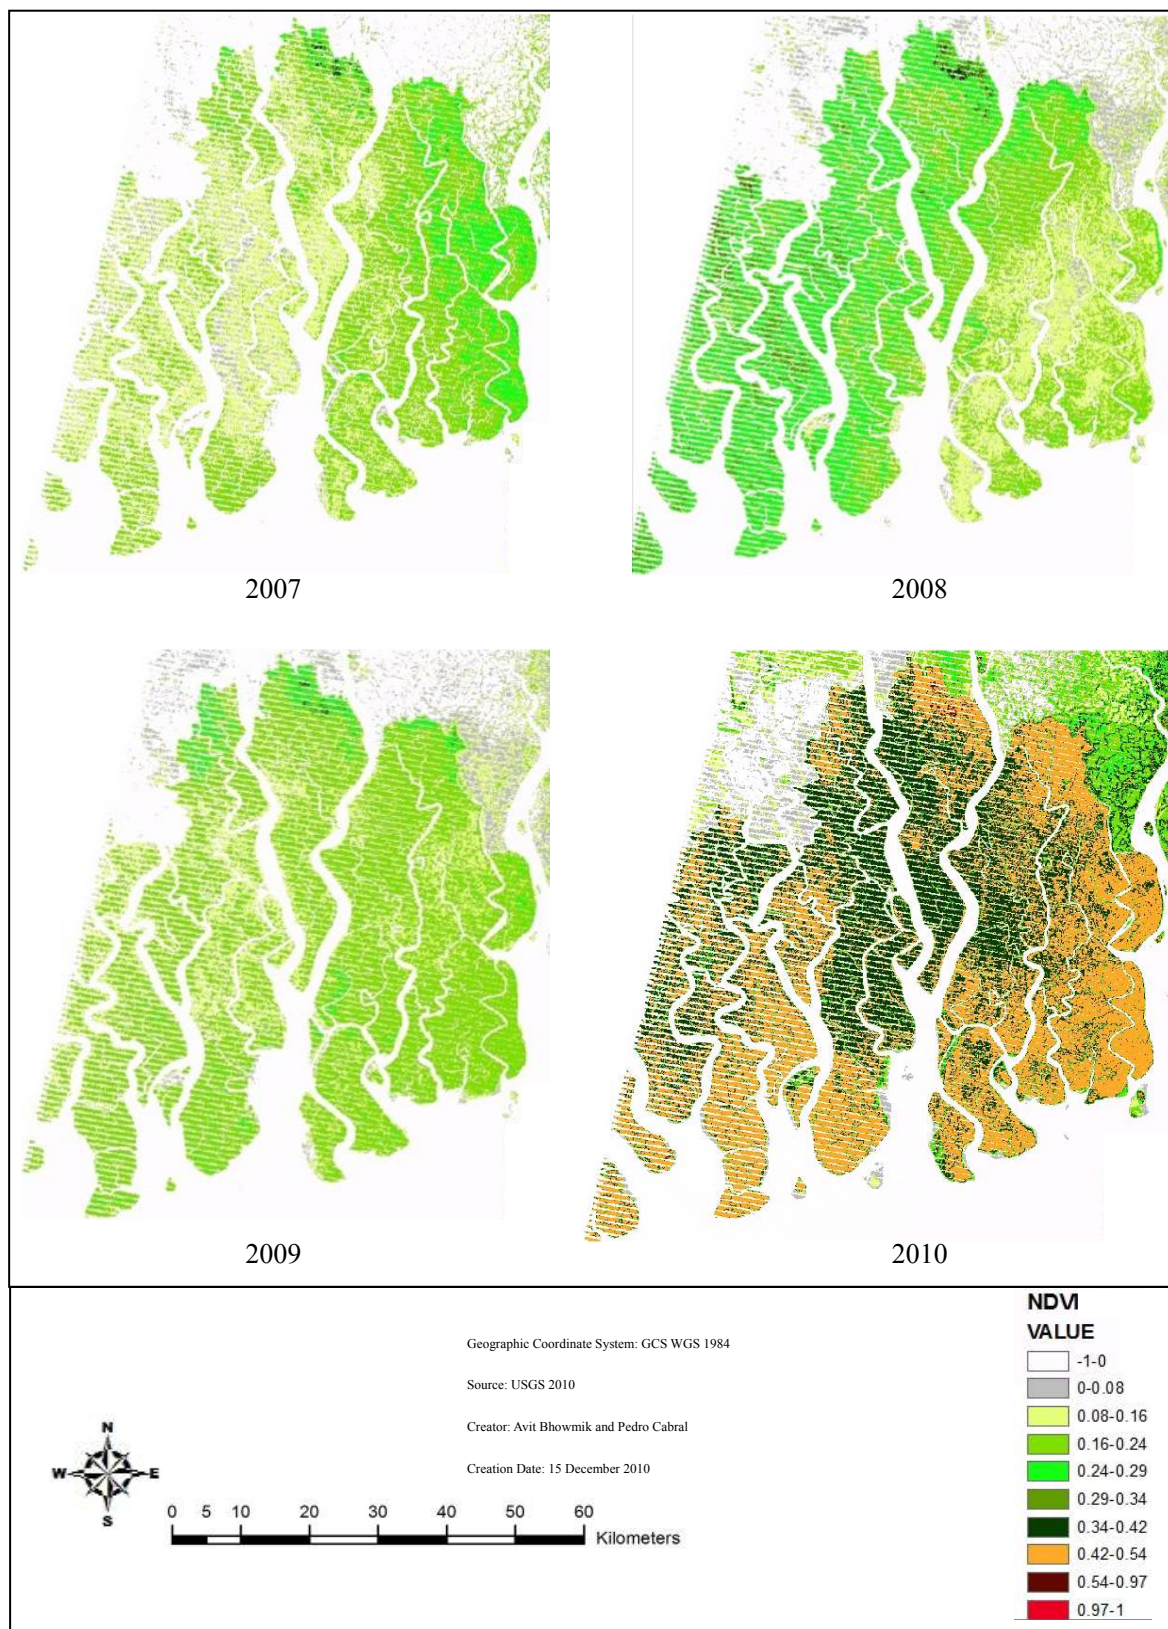 2007
2008
2009
2010
Geographic Coordinate System: GCS WGS 1984
Source: USGS 2010
Creator: Avit Bhowmik and Pedro Cabral
Creation Date: 15 December 2010
N
W E
S
0 5 10 20 30 40 50 60
Kilometers
NDVI
VALUE
-1-0
0-0.08
0.08-0.16
0.16-0.24
0.24-0.29
0.29-0.34
0.34-0.42
0.42-0.54
0.54-0.97
0.97-1